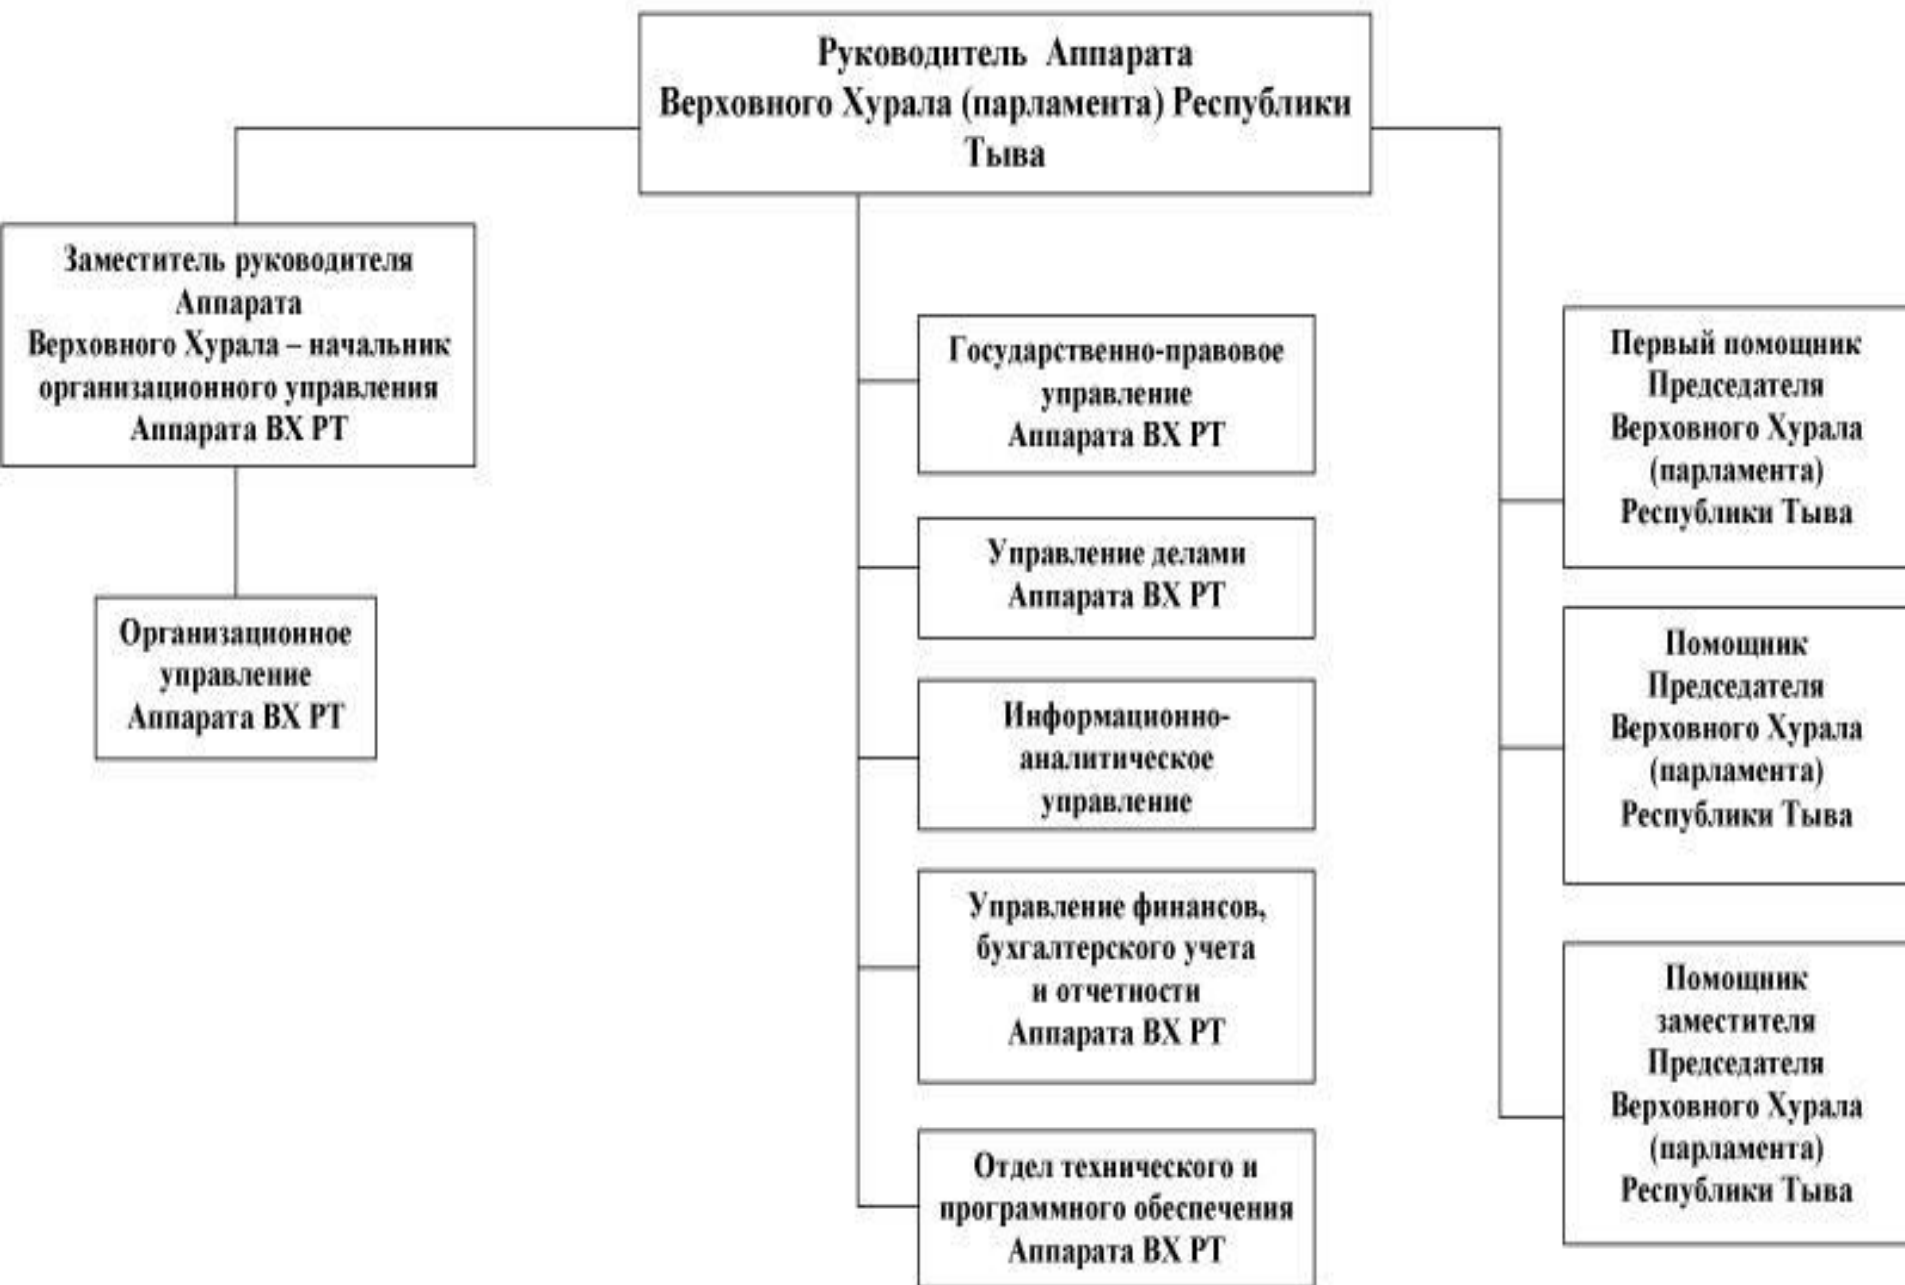 Руководитель Аппарата
Верховного Хурала (парламента) Республики
Тыва
Заместитель руководителя
Аппарата
Верховного Хурала – начальник
организационного управления
Аппарата ВХ РТ
Организационное
управление
Аппарата ВХ РТ
Государственно-правовое
управление
Аппарата ВХ РТ
Управление делами
Аппарата ВХ РТ
Информационно-
аналитическое
управление
Управление финансов,
бухгалтерского учета
и отчетности
Аппарата ВХ РТ
Отдел технического и
программного обеспечения
Аппарата ВХ РТ
Первый помощник
Председателя
Верховного Хурала
(парламента)
Республики Тыва
Помощник
Председателя
Верховного Хурала
(парламента)
Республики Тыва
Помощник
заместителя
Председателя
Верховного Хурала
(парламента)
Республики Тыва